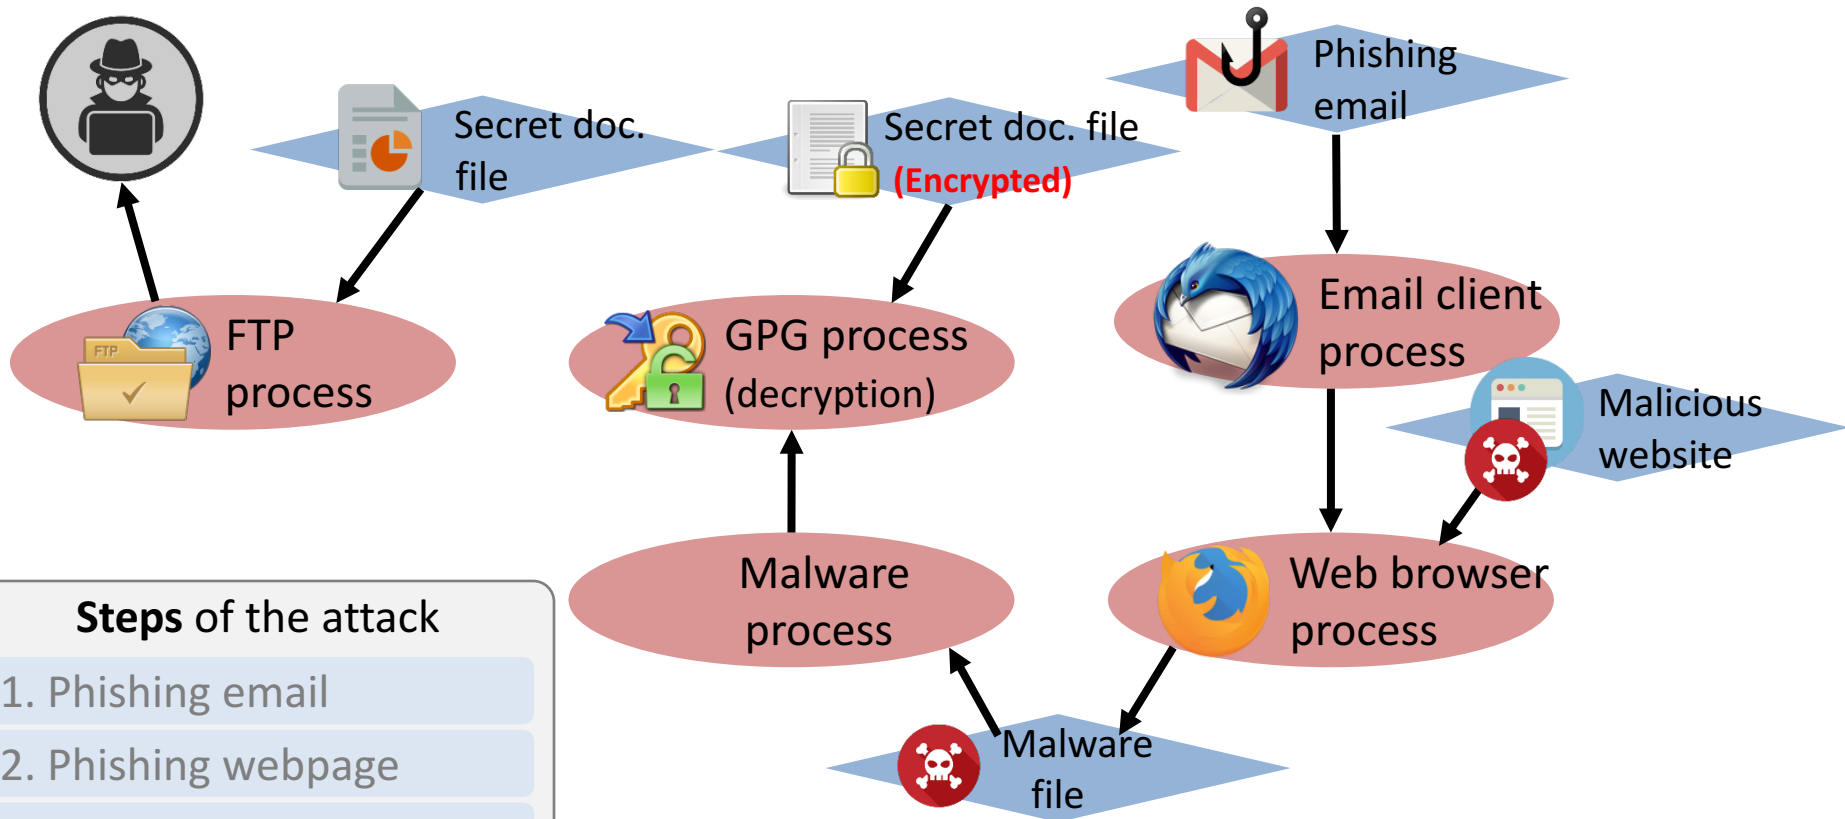 Phishing
email
Secret doc.
file
Secret doc. file
(Encrypted)
Email client
process
FTP
FTP
process
GPG process
(decryption)
Malicious
website
Malware
process
Web browser
process
Steps of the attack
1. Phishing email
2. Phishing webpage
Malware
file